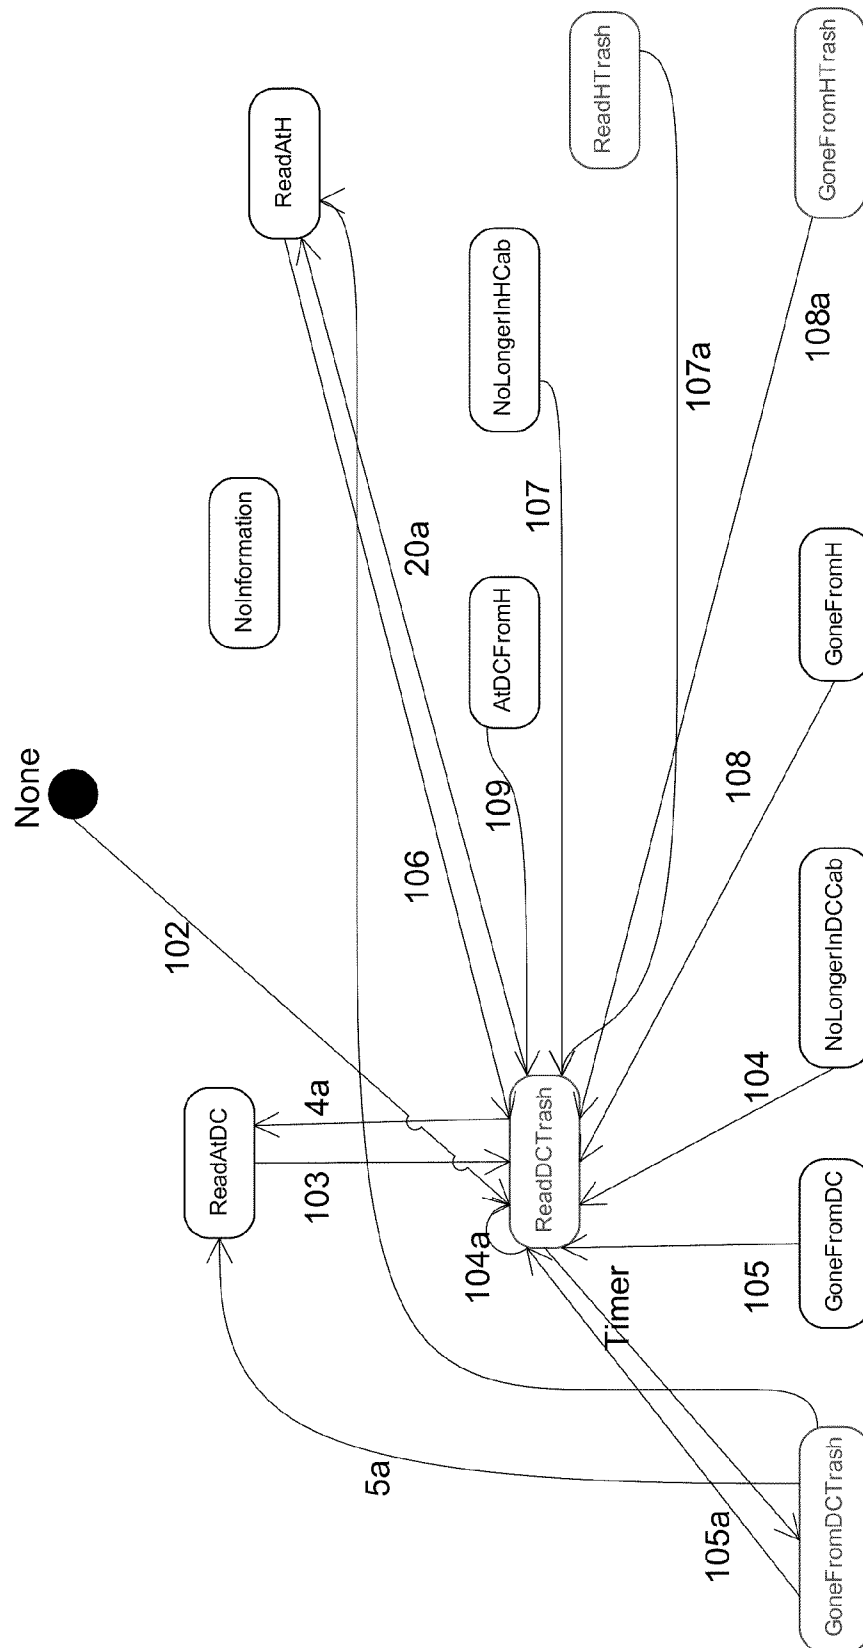 None
102
ReadAtDC
NoInformation
ReadAtH
103
4a
5a
106
20a
104a
ReadDCTrash
109
AtDCFromH
107
NoLongerInHCab
ReadHTrash
107a
Timer
105a
105
104
108
108a
GoneFromDCTrash
GoneFromDC
NoLongerInDCCab
GoneFromH
GoneFromHTrash